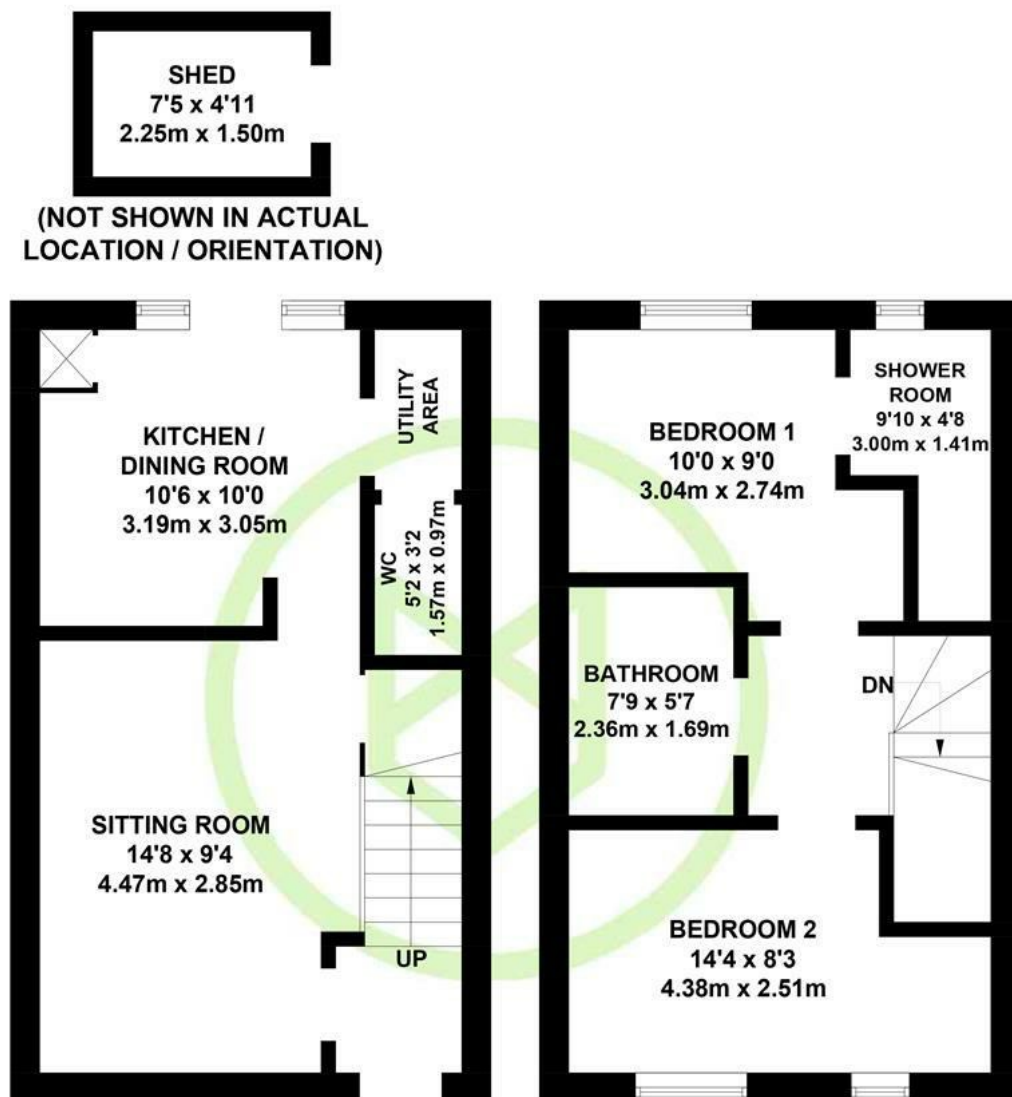 SHED
7'5 x 4'11
2.25m x 1.50m
(NOT SHOWN IN ACTUAL
LOCATION / ORIENTATION)
KITCHEN /
DINING ROOM
10'6 x 10'0
3.19m x 3.05m
UTILITY
AREA
WC
5'2 x 3'2
1.57m x 0.97m
SITTING ROOM
14'8 x 9'4
4.47m x 2.85m
UP
BEDROOM 1
10'0 x 9'0
3.04m x 2.74m
SHOWER
ROOM
9'10 x 4'8
3.00m x 1.41m
BATHROOM
7'9 x 5'7
2.36m x 1.69m
DN
BEDROOM 2
14'4 x 8'3
4.38m x 2.51m